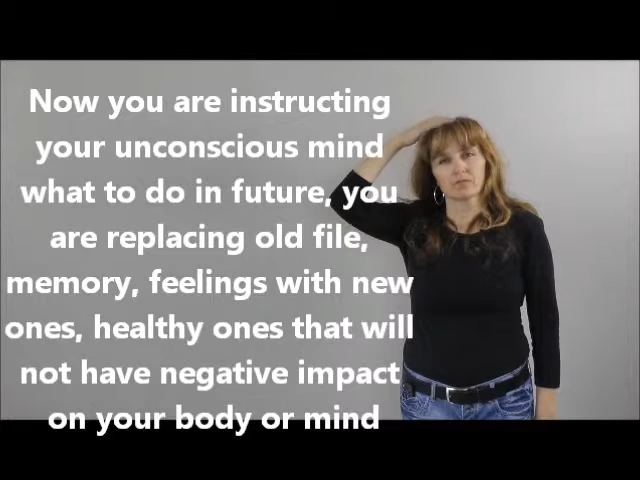 Now you are instructing
your unconscious mind
what to do in future, you
are replacing old file,
memory, feelings with new
ones, healthy ones that will
not have negative impact
on your body or mind